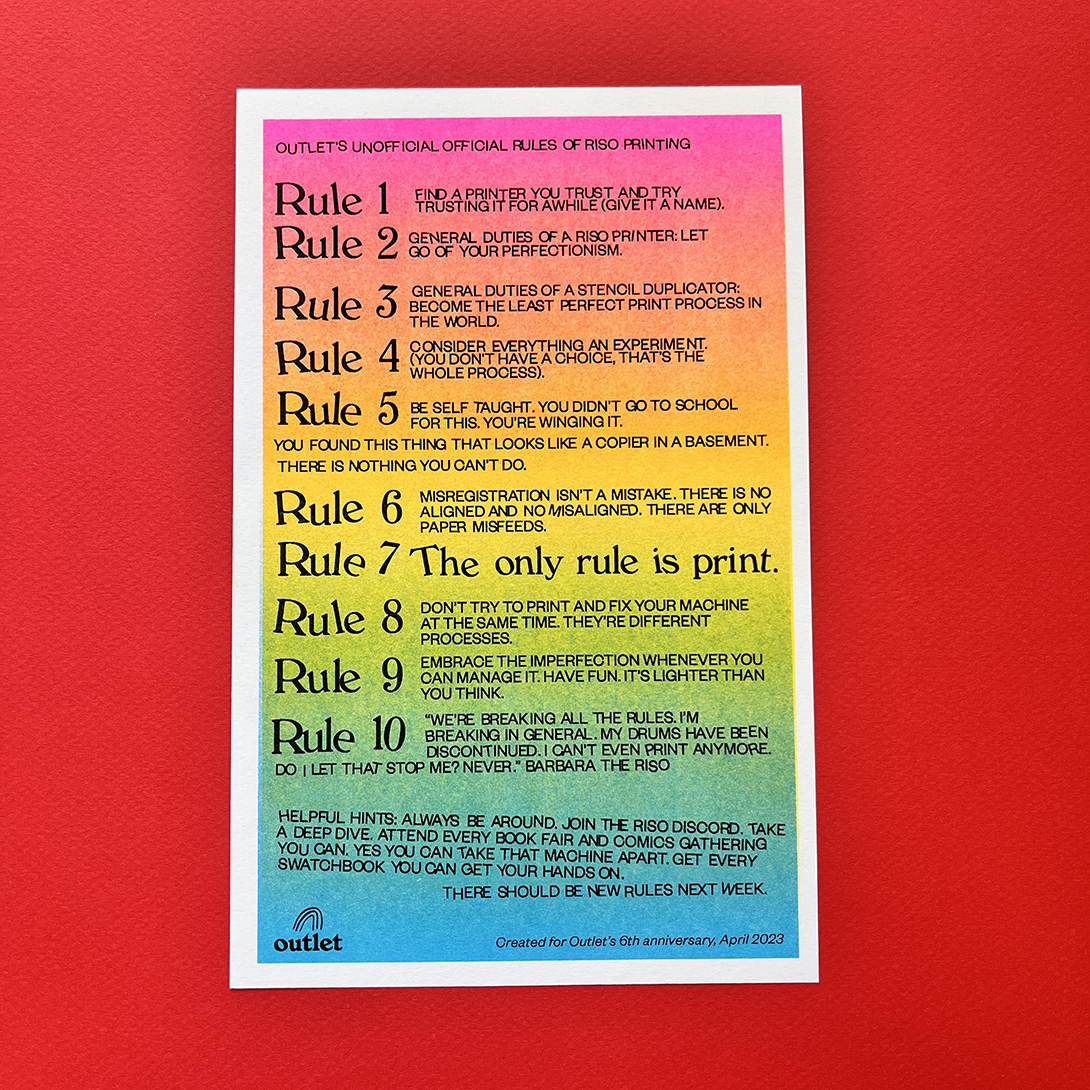 OUTLET'S UNOFFICIAL OFFICIAL RULES OF RISO PRINTING
Rule 1 FIND A PRINTER YOU TRUST AND TRY
TRUSTING IT FOR AWHILE (GIVE IT A NAME).
Rule 2 GENERAL DUTIES OF A RISO PRINTER: LET
GO OF YOUR PERFECTIONISM.
Rule 3 GENERAL DUTIES OF A STENCIL DUPLICATOR:
BECOME THE LEAST PERFECT PRINT PROCESS IN
THE WORLD.
Rule 4 CONSIDER EVERYTHING AN EXPERIMENT.
(YOU DON'T HAVE A CHOICE, THAT'S THE
WHOLE PROCESS).
Rule 5 BE SELF TAUGHT. YOU DIDN'T GO TO SCHOOL
FOR THIS. YOU'RE WINGING IT.
YOU FOUND THIS THING THAT LOOKS LIKE A COPIER IN A BASEMENT.
THERE IS NOTHING YOU CAN'T DO.
Rule 6 MISREGISTRATION ISN'T A MISTAKE. THERE IS NO
ALIGNED AND NO MISALIGNED. THERE ARE ONLY
PAPER MISFEEDS.
Rule 7 The only rule is print.
Rule 8 DON'T TRY TO PRINT AND FIX YOUR MACHINE
AT THE SAME TIME. THEY'RE DIFFERENT
PROCESSES.
Rule 9 EMBRACE THE IMPERFECTION WHENEVER YOU
CAN MANAGE IT. HAVE FUN. IT'S LIGHTER THAN
YOU THINK.
Rule 10 "WE'RE BREAKING ALL THE RULES. I'M
BREAKING IN GENERAL. MY DRUMS HAVE BEEN
DISCONTINUED. I CAN'T EVEN PRINT ANYMORE.
DO I LET THAT STOP ME? NEVER." BARBARA THE RISO
HELPFUL HINTS: ALWAYS BE AROUND. JOIN THE RISO DISCORD. TAKE
A DEEP DIVE. ATTEND EVERY BOOK FAIR AND COMICS GATHERING
YOU CAN. YES YOU CAN TAKE THAT MACHINE APART. GET EVERY
SWATCHBOOK YOU CAN GET YOUR HANDS ON.
THERE SHOULD BE NEW RULES NEXT WEEK.
outlet
Created for Outlet's 6th anniversary, April 2023